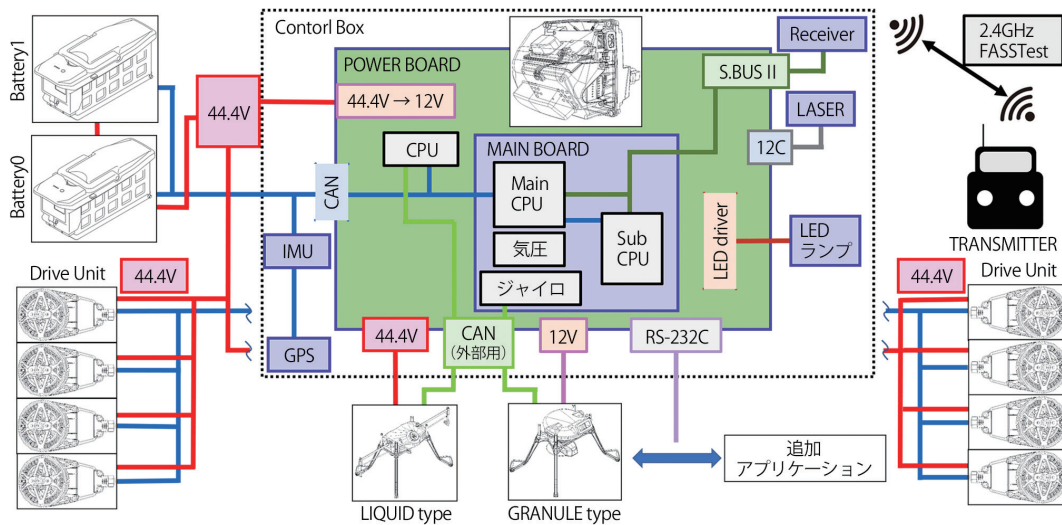 Battery1
Battery0
44.4V
Contorl Box
POWER BOARD
44.4V → 12V
CPU
CAN
IMU
GPS
MAIN BOARD
Main
CPU
Sub
CPU
気圧
ジャイロ
S.BUS II
Receiver
LASER
12C
LED driver
LED
ランプ
2.4GHz
FASSTest
TRANSMITTER
Drive Unit
44.4V
44.4V
Drive Unit
44.4V
CAN
(外部用)
12V
RS-232C
LIQUID type
GRANULE type
追加
アプリケーション